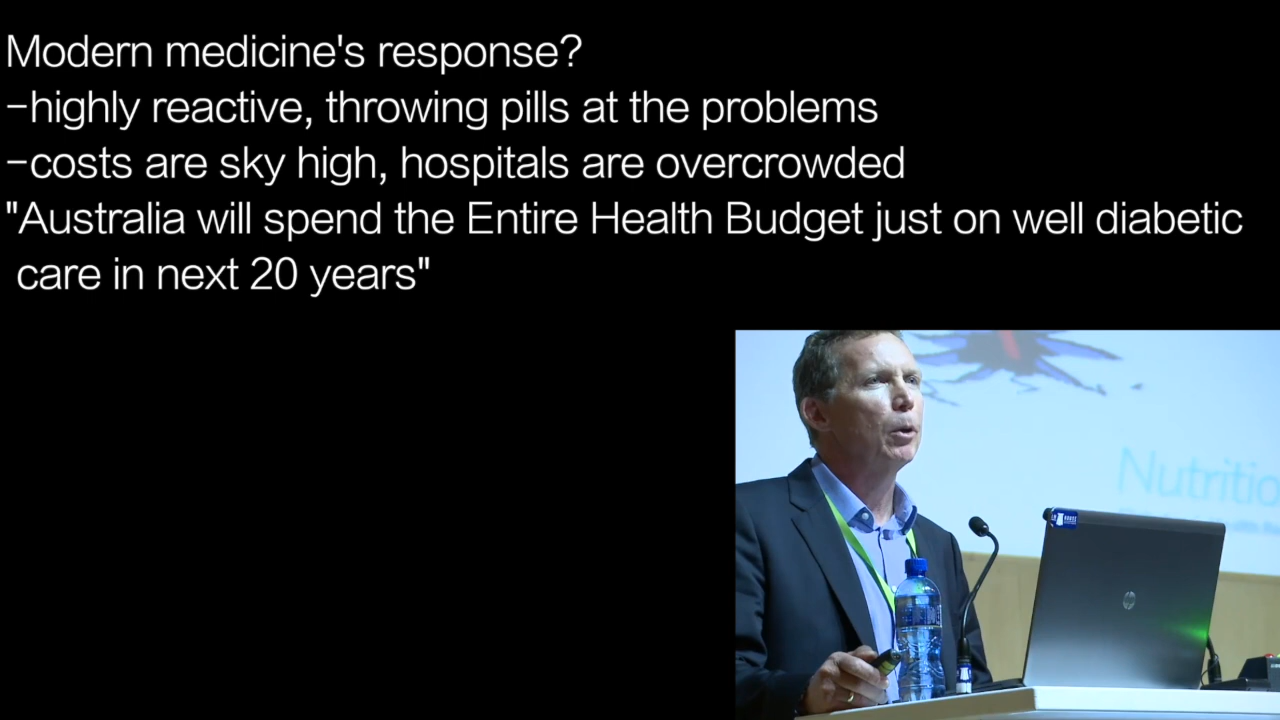 Modern medicine's response?
-highly reactive, throwing pills at the problems
-costs are sky high, hospitals are overcrowded
"Australia will spend the Entire Health Budget just on well diabetic
care in next 20 years"
Nutritio